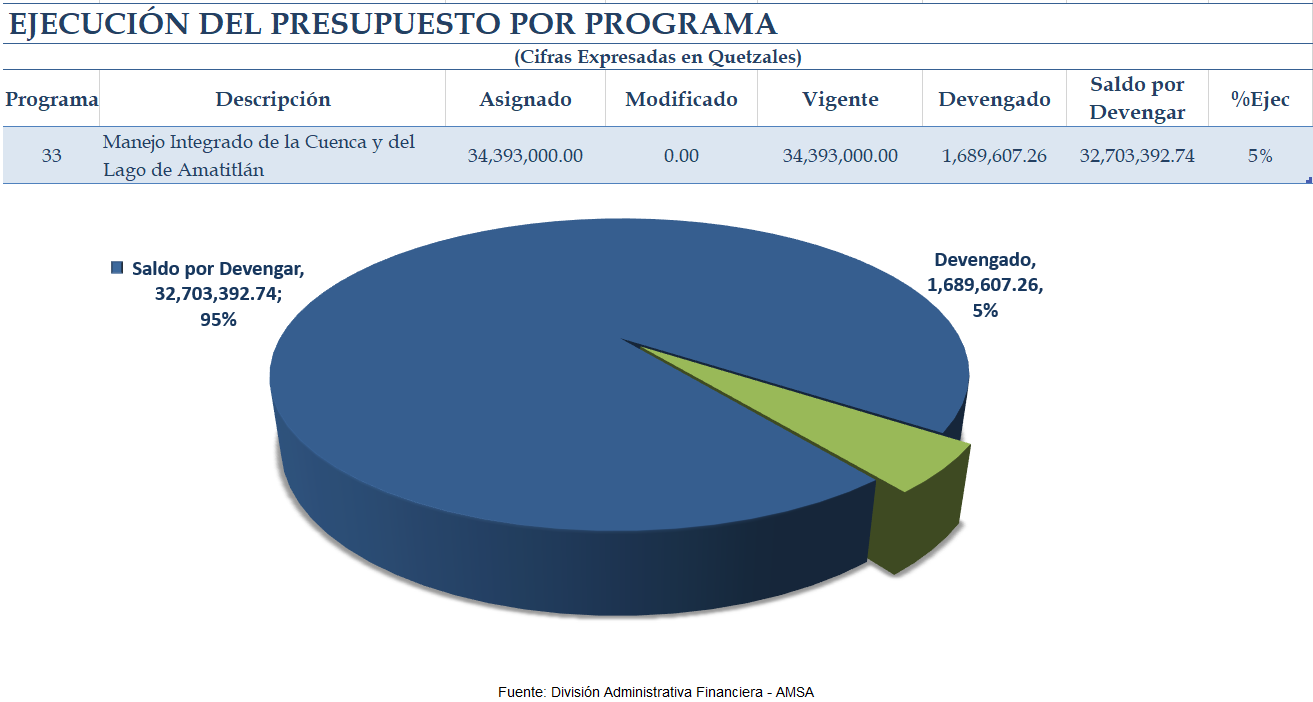 EJECUCIÓN DEL PRESUPUESTO POR PROGRAMA
(Cifras Expresadas en Quetzales)
Programa Descripción Asignado Modificado Vigente Devengado Saldo por Devengar %Ejec
33 Manejo Integrado de la Cuenca y del Lago de Amatitlán 34,393,000.00 0.00 34,393,000.00 1,689,607.26 32,703,392.74 5%
Saldo por Devengar,
32,703,392.74;
95%
Devengado,
1,689,607.26,
5%
Fuente: División Administrativa Financiera - AMSA